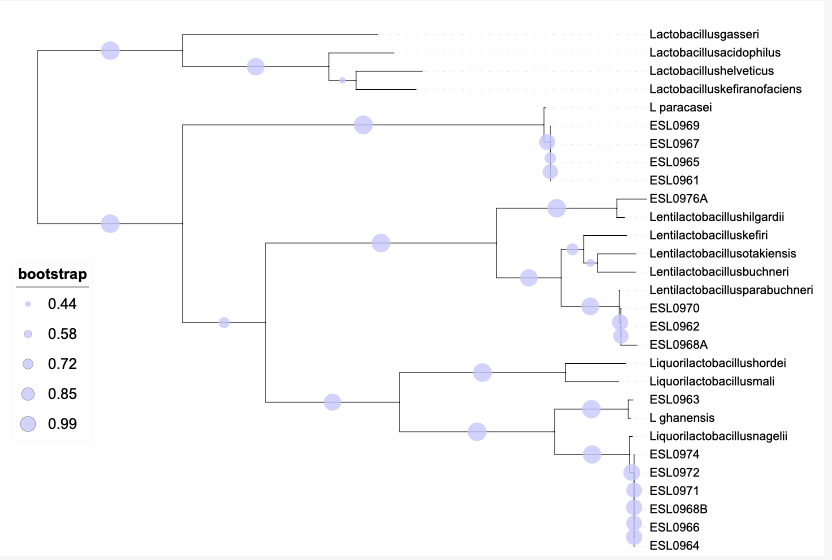 Lactobacillusgasseri
Lactobacillusacidophilus
Lactobacillushelveticus
Lactobacilluskefiranofaciens
L paracasei
ESL0969
ESL0967
ESL0965
ESL0961
ESL0976A
Lentilactobacillushilgardii
Lentilactobacilluskefiri
Lentilactobacillusotakiensis
Lentilactobacillusbuchneri
Lentilactobacillusparabuchneri
ESL0970
ESL0962
ESL0968A
Liquorilactobacillushordei
Liquorilactobacillusmali
ESL0963
L ghanensis
Liquorilactobacillusnagelii
ESL0974
ESL0972
ESL0971
ESL0968B
ESL0966
ESL0964
bootstrap
0.44
0.58
0.72
0.85
0.99